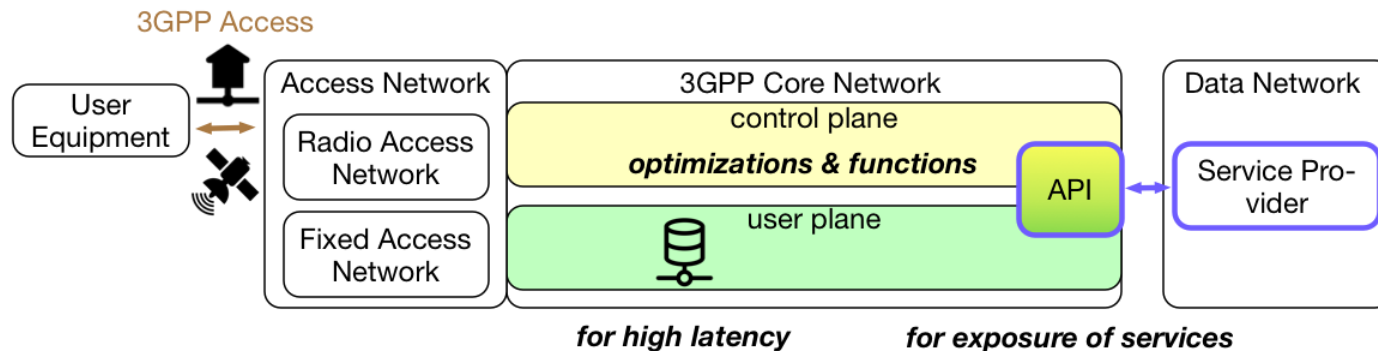 3GPP Access
User
Equipment
Access Network
Radio Access
Network
Fixed Access
Network
3GPP Core Network
control plane
optimizations & functions
user plane
API
Data Network
Service Pro-
vider
for high latency
for exposure of services